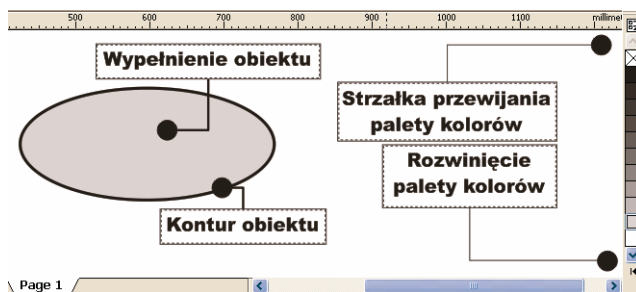 500 600 700 800 900 1000 1100 millimet
Wypełnienie obiektu
Strzałka przewijania
palety kolorów
Rozwinięcie
palety kolorów
Kontur obiektu
Page 1